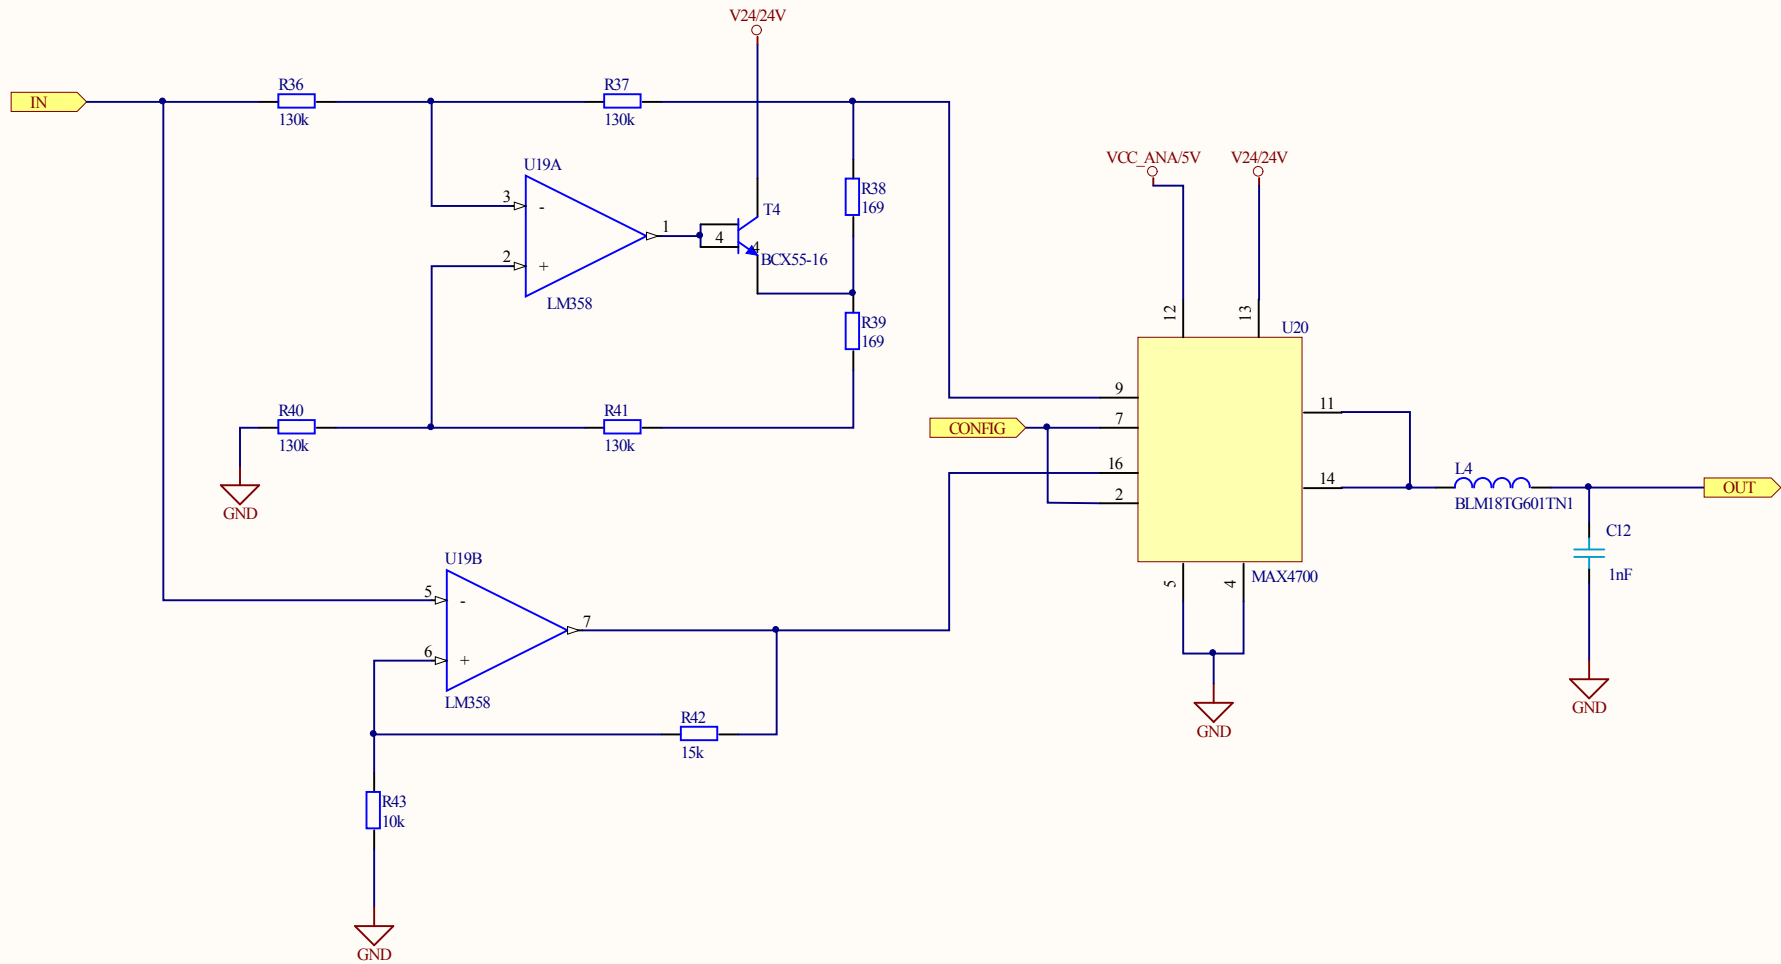 V24/24V
IN
R36
130k
R37
130k
U19A
3
-
2
+
1
LM358
4
4
T4
BCX55-16
R38
169
R39
169
R40
130k
R41
130k
GND
VCC_ANA/5V
V24/24V
12
13
U20
9
7
16
2
CONFIG
11
14
5
4
MAX4700
GND
L4
BLM18TG601TN1
OUT
C12
1nF
GND
U19B
5
-
6
+
7
LM358
R42
15k
R43
10k
GND